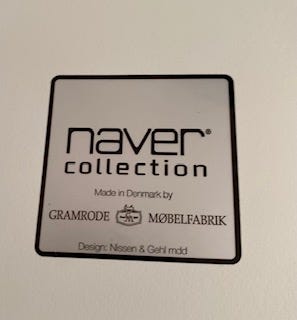 naver®
collection
Made in Denmark by
GRAMRODE MØBELFABRIK
Design: Nissen & Gehl mdd